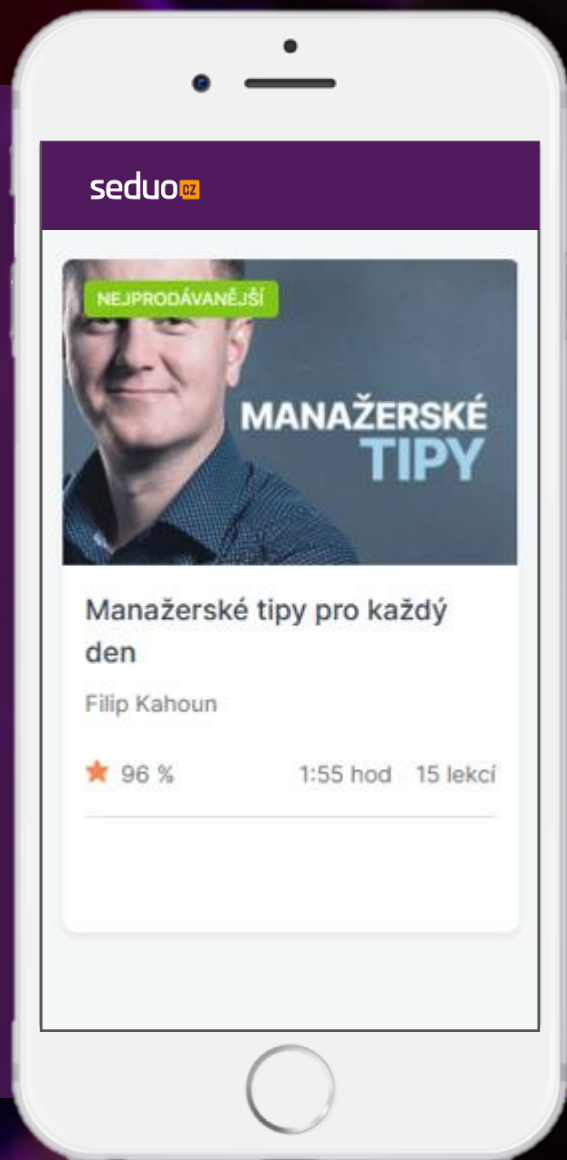 seduo CZ
NEJPRODÁVANĚJŠÍ
MANAŽERSKÉ
TIPY
Manažerské tipy pro každý
den
Filip Kahoun
96 % 1:55 hod 15 lekcí